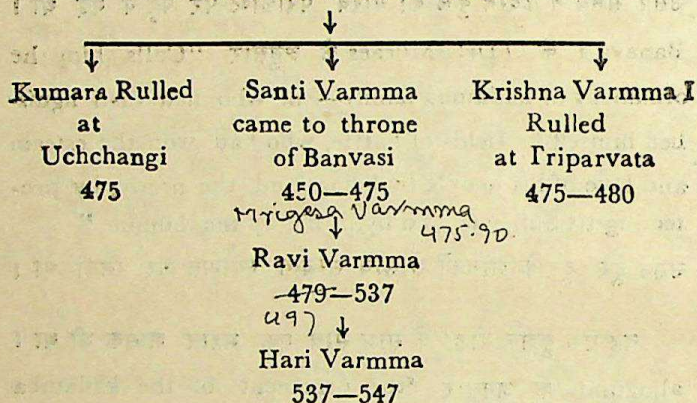 Kumara Rulled Santi Varmma Krishna Varmma I
at came to throne Rulled
Uchchangi of Banvasi at Triparvata
475 450—475 475—480
Mrigesa Varmma
475-90.
Ravi Varmma
479—537
497
Hari Varmma
537—547